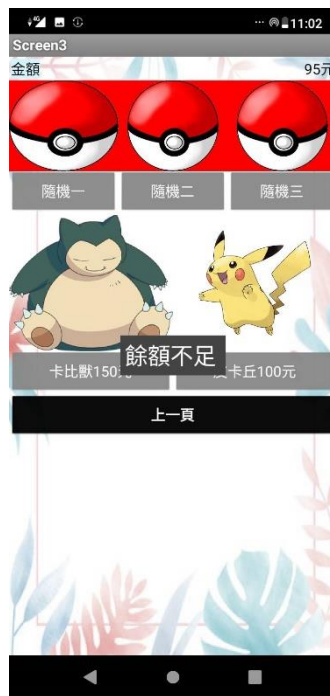 4G 11:02
Screen3
金額 95元
隨機一 隨機二 隨機三
餘額不足
卡比獸150 卡丘100元
上一頁